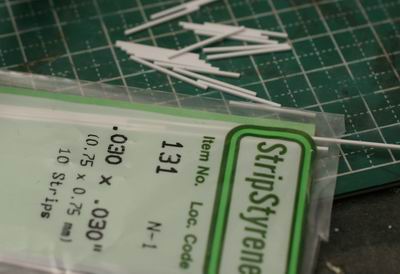 StripStyrene
Item No. Loc. Code
131 N-1
.030 x .030"
(0.75 x 0.75 mm)
10 Strips